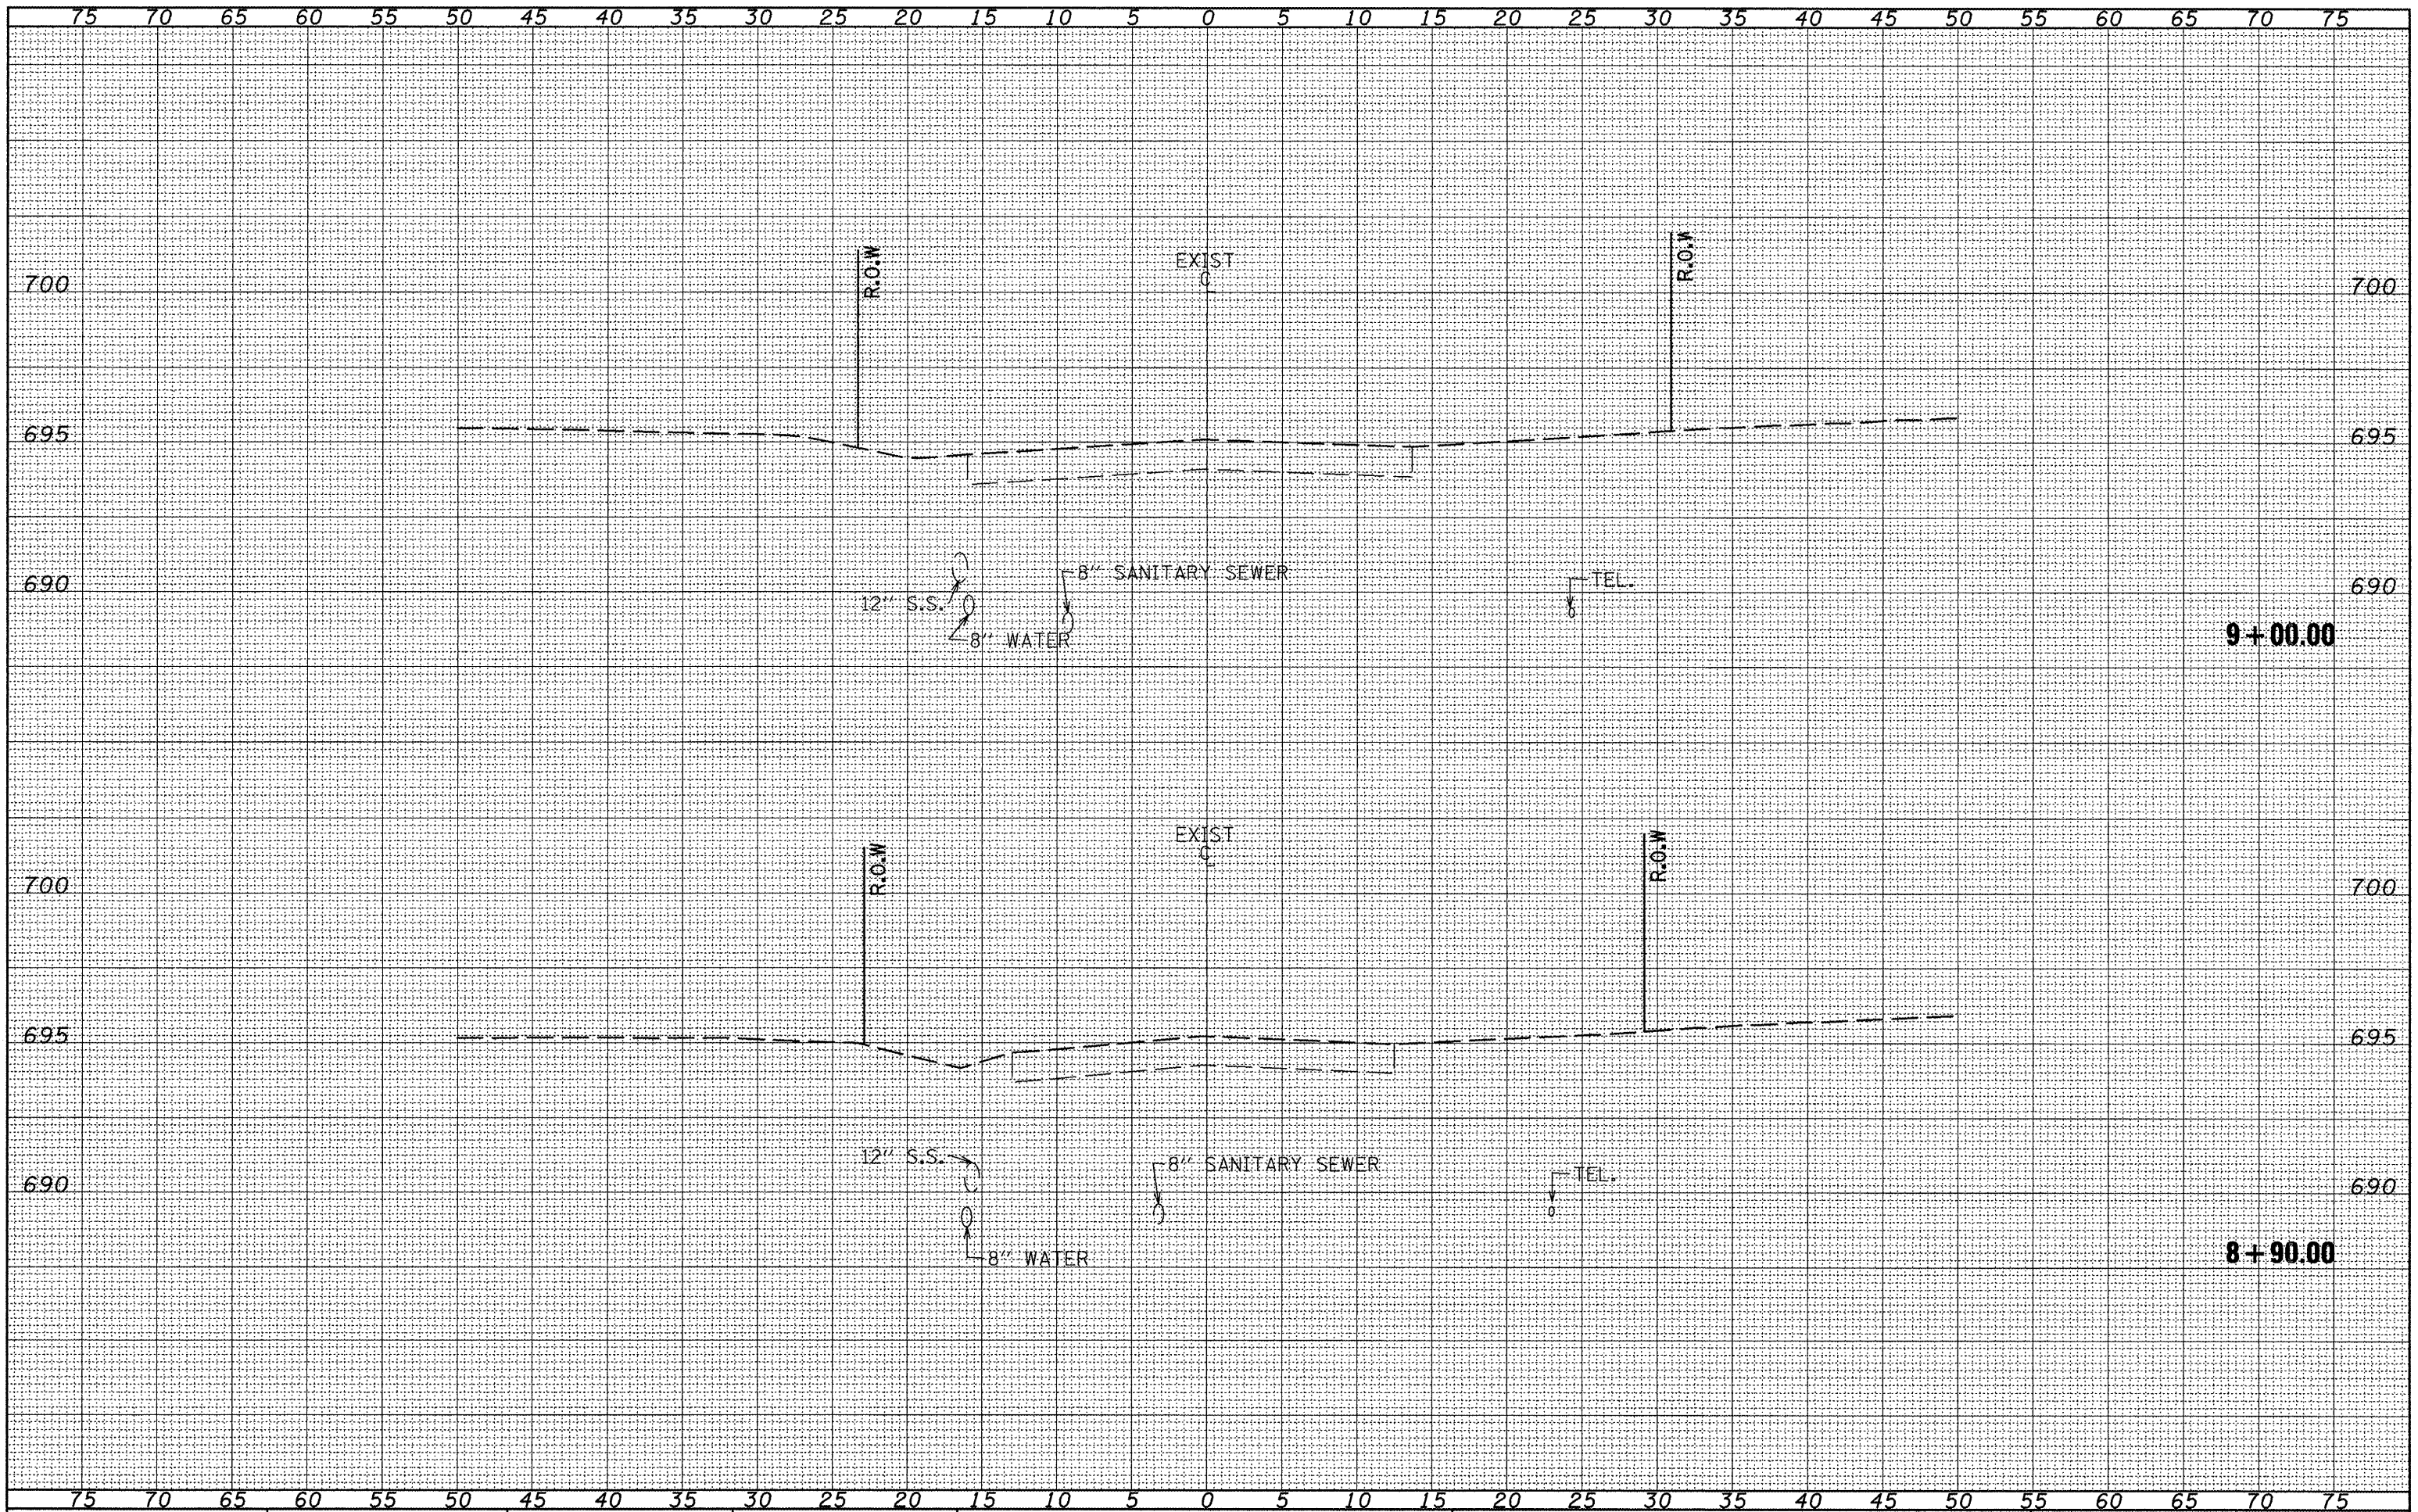 75 70 65 60 55 50 45 40 35 30 25 20 15 10 5 0 5 10 15 20 25 30 35 40 45 50 55 60 65 70 75
R.O.W
EXIST
R.O.W
CL
700 700
695 695
8" SANITARY SEWER
690 TEL. 690
12" S.S.
8" WATER
9+00.00
EXIST
R.O.W
R.O.W
CL
700 700
695 695
12" S.S. 8" SANITARY SEWER
TEL.
690 690
8" WATER
8+90.00
75 70 65 60 55 50 45 40 35 30 25 20 15 10 5 0 5 10 15 20 25 30 35 40 45 50 55 60 65 70 75